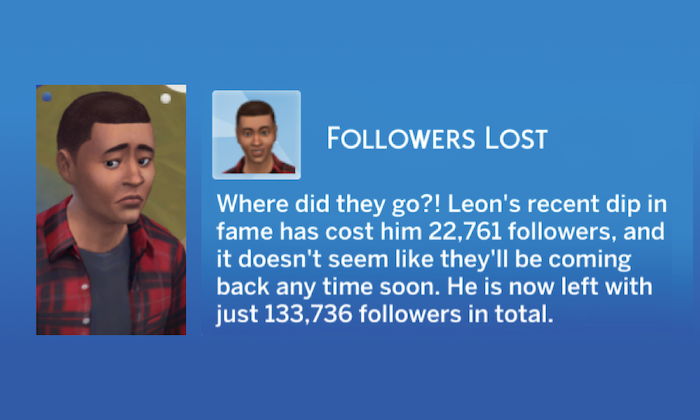 Followers Lost
Where did they go?! Leon's recent dip in
fame has cost him 22,761 followers, and
it doesn't seem like they'll be coming
back any time soon. He is now left with
just 133,736 followers in total.